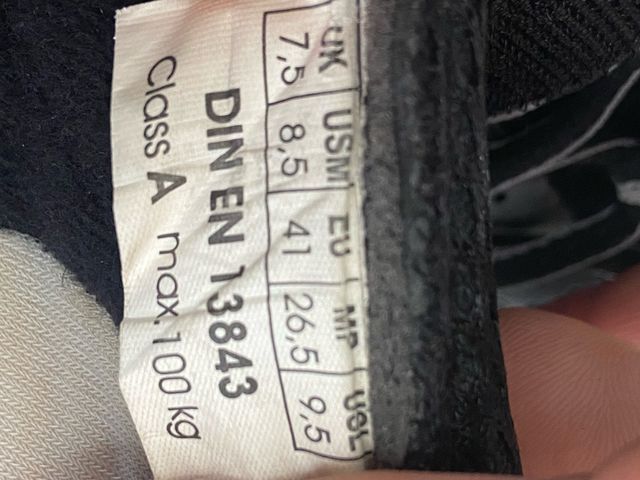 UK USM EU MP USL
7,5 8,5 41 26,5 9,5
DIN EN 13843
Class A max. 100 kg